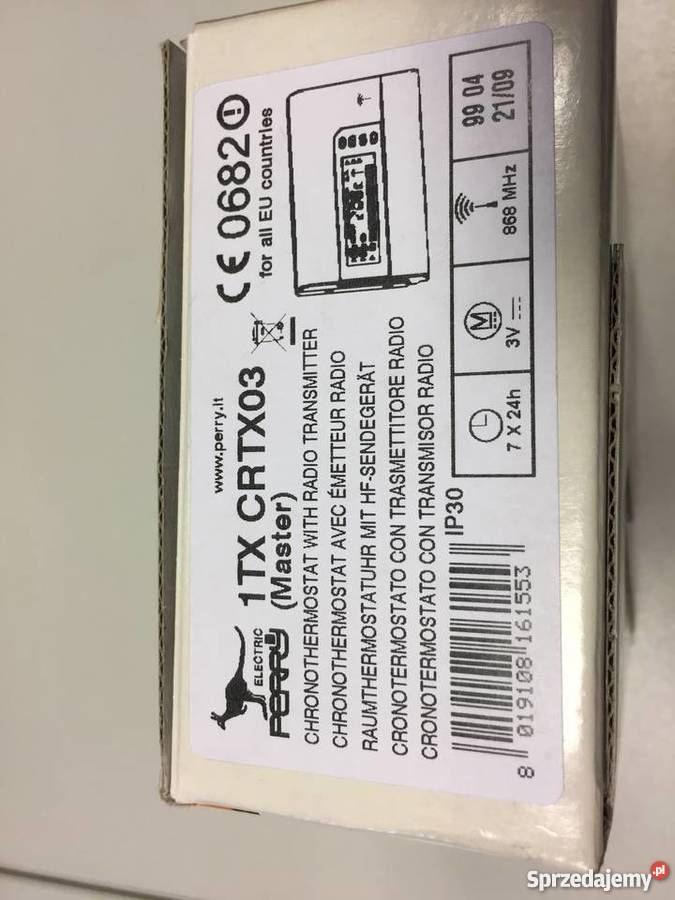 www.perry.it
ELECTRIC
PERRY
1TX CRTX03
(Master)
CE 0682
for all EU countries
CHRONOTHERMOSTAT WITH RADIO TRANSMITTER
CHRONOTHERMOSTAT AVEC ÉMETTEUR RADIO
RAUMTHERMOSTATUHR MIT HF-SENDEGERÄT
CRONOTERMOSTATO CON TRASMETTITORE RADIO
CRONOTERMOSTATO CON TRANSMISOR RADIO
IP30
7 X 24h
M
3V
868 MHz
99 04
21/09
8 019108 161553
Sprzedajemy.pl